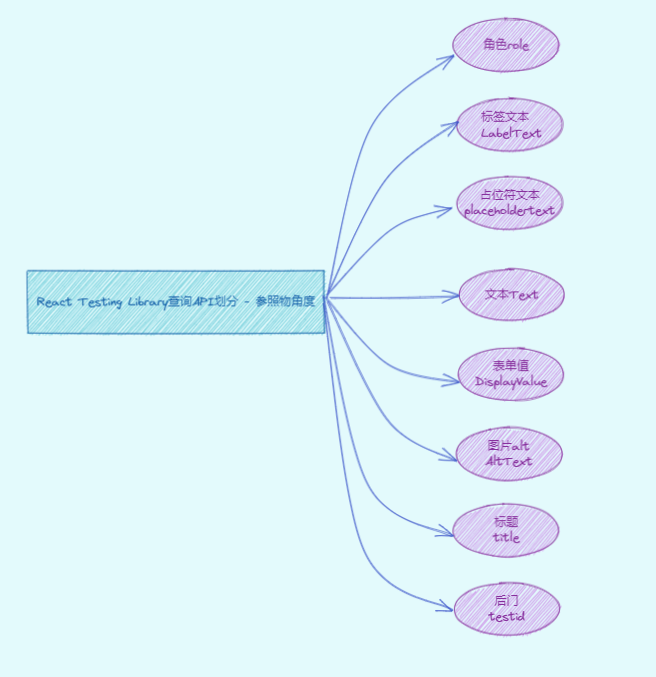 角色role
标签文本
LabelText
占位符文本
placeholdertext
React Testing Library查询API划分 - 参照物角度
文本Text
表单值
DisplayValue
图片alt
AltText
标题
title
后门
testid